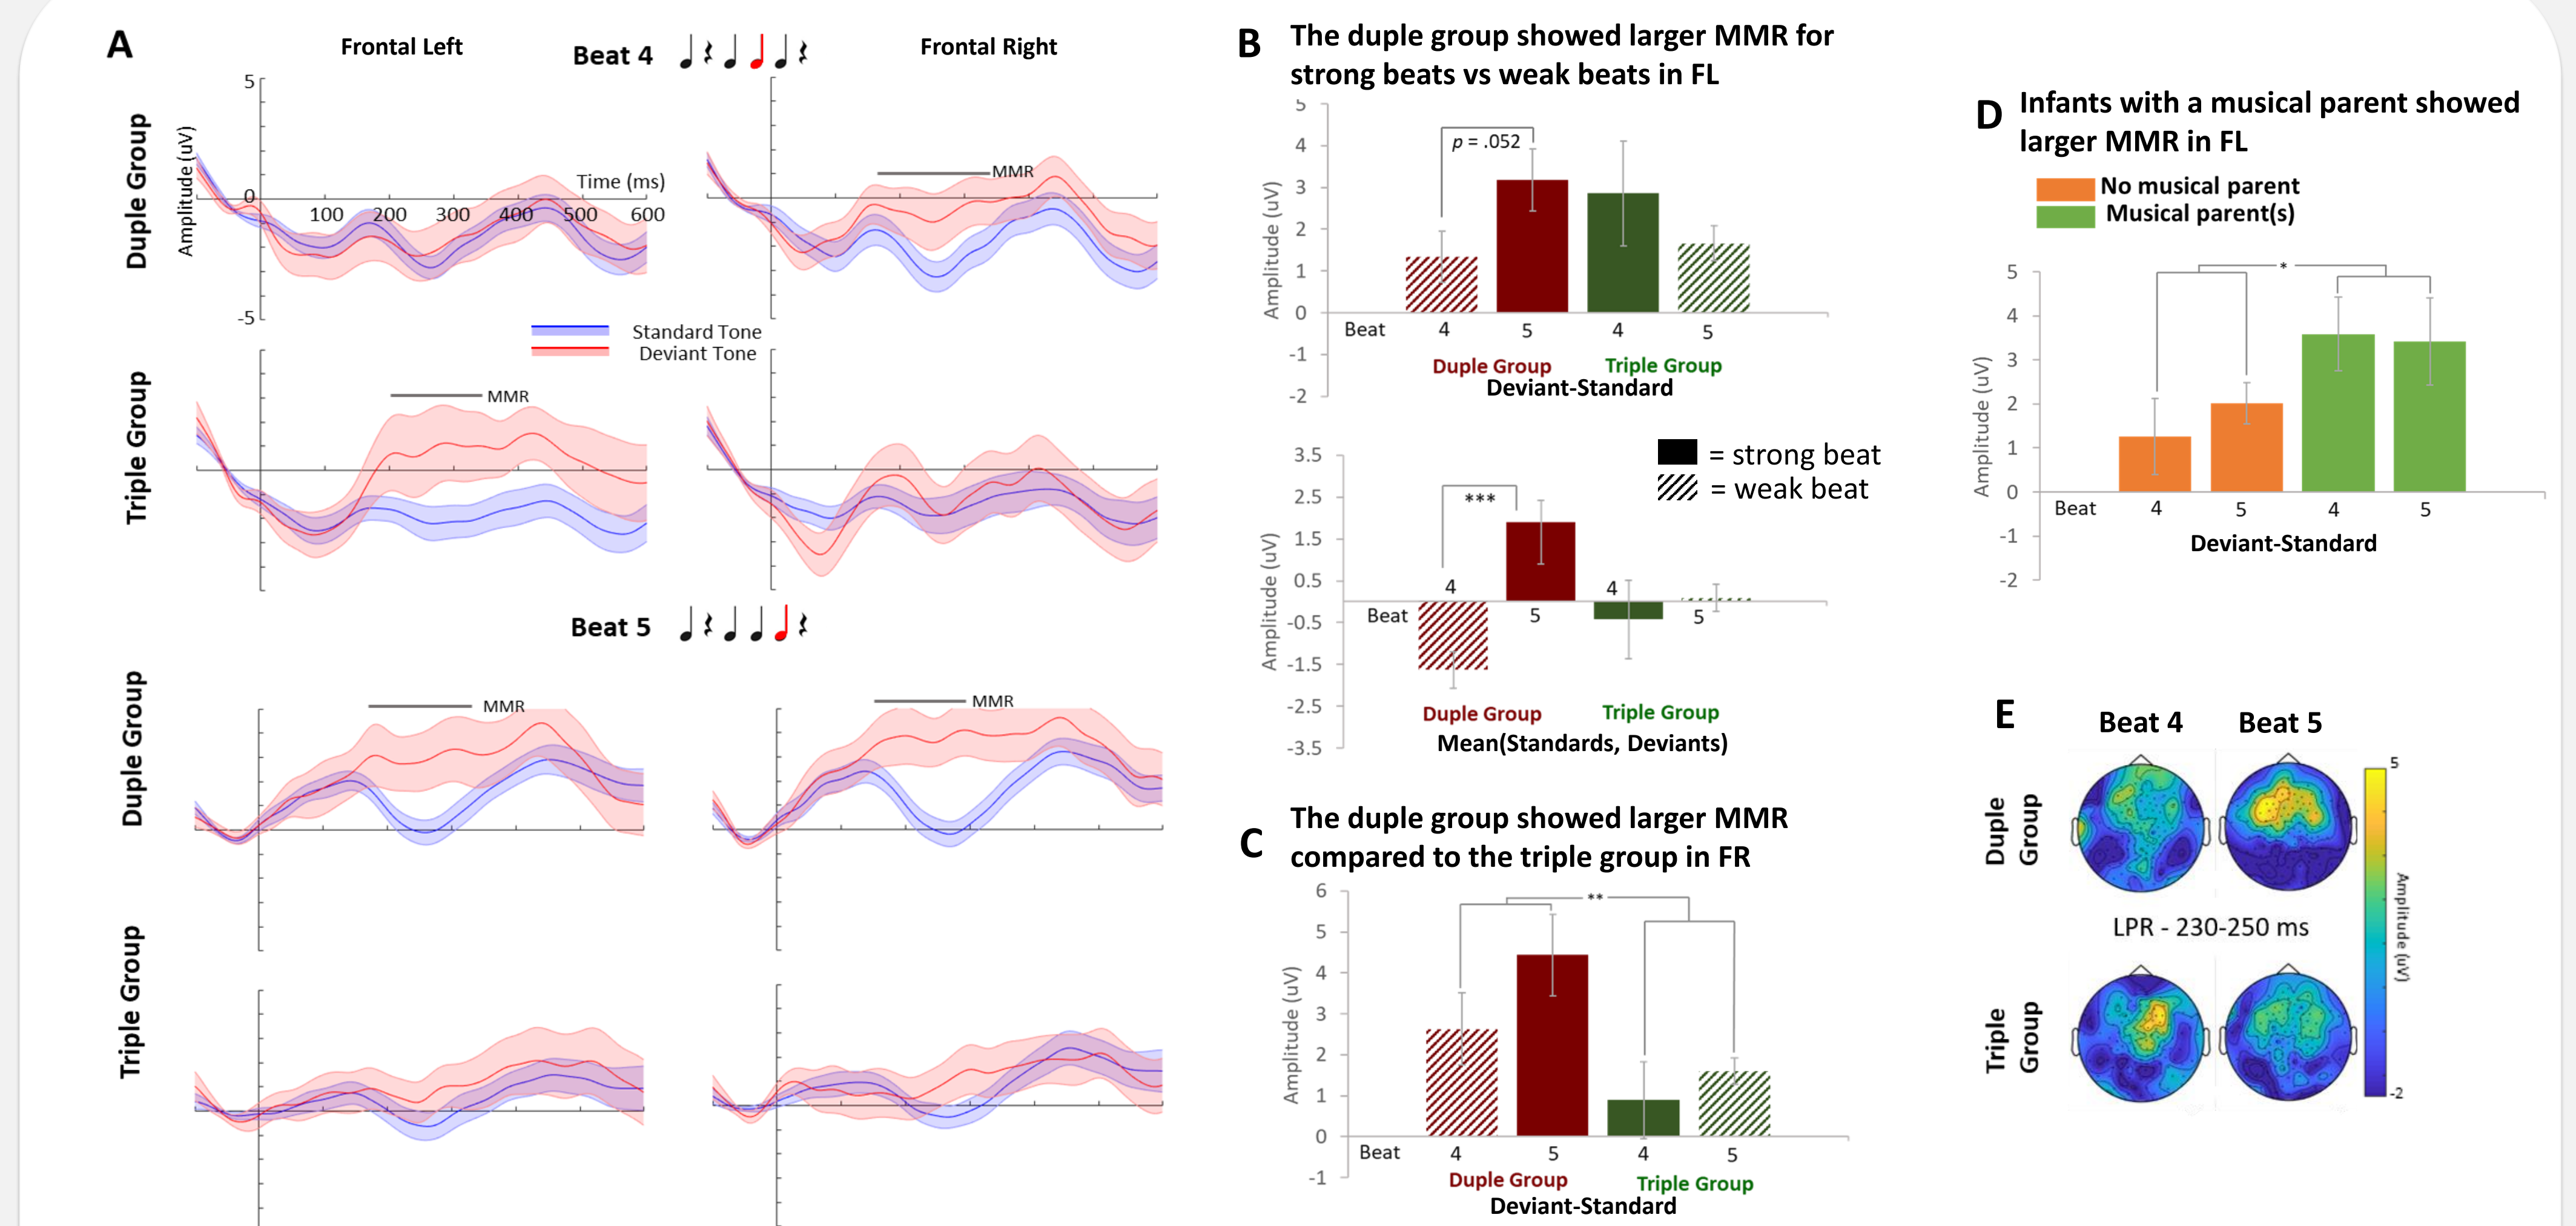 A
Frontal Left
Beat 4
Frontal Right
Duple Group
Amplitude (uV)
5
0
-5
Time (ms)
100 200 300 400 500 600
MMR
Standard Tone
Deviant Tone
Triple Group
MMR
Beat 5
Duple Group
MMR
MMR
Triple Group
B
The duple group showed larger MMR for
strong beats vs weak beats in FL
Amplitude (uV)
5
4
3
2
1
0
-1
-2
p = .052
Beat 4 5 4 5
Duple Group Triple Group
Deviant-Standard
= strong beat
= weak beat
Amplitude (uV)
3.5
2.5
1.5
0.5
-0.5
-1.5
-2.5
-3.5
***
Beat 4 5 4 5
Duple Group Triple Group
Mean(Standards, Deviants)
C
The duple group showed larger MMR
compared to the triple group in FR
Amplitude (uV)
6
5
4
3
2
1
0
-1
**
Beat 4 5 4 5
Duple Group Triple Group
Deviant-Standard
D
Infants with a musical parent showed
larger MMR in FL
No musical parent
Musical parent(s)
Amplitude (uV)
5
4
3
2
1
0
-1
-2
*
Beat 4 5 4 5
Deviant-Standard
E
Beat 4 Beat 5
Duple
Group
LPR - 230-250 ms
Triple
Group
5
Amplitude (uV)
-2